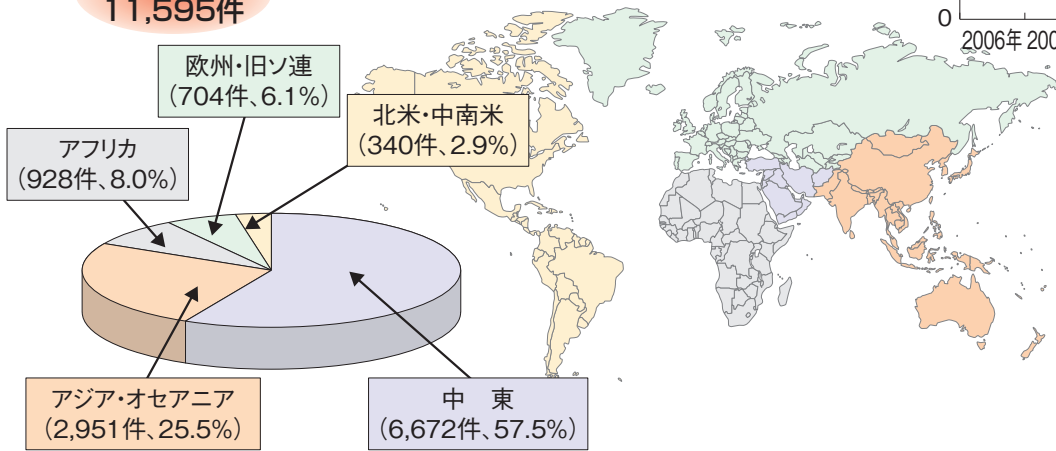 11,595件
0
2006年 200
欧州・旧ソ連
(704件、6.1%)
北米・中南米
(340件、2.9%)
アフリカ
(928件、8.0%)
アジア・オセアニア
(2,951件、25.5%)
中　東
(6,672件、57.5%)